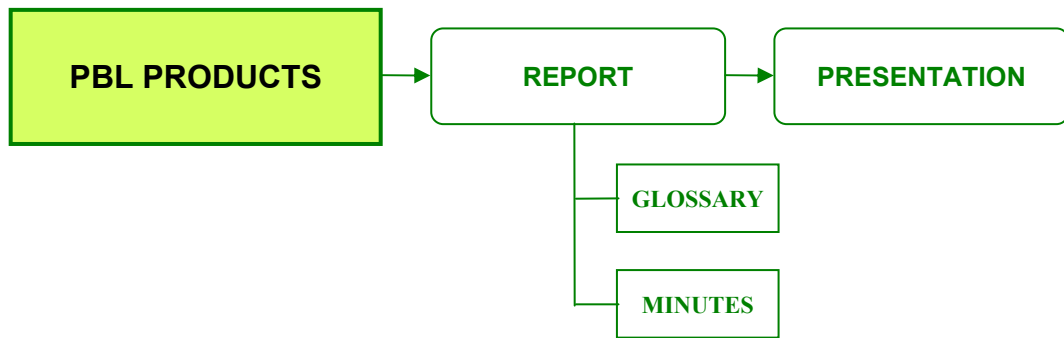 PBL PRODUCTS
REPORT
PRESENTATION
GLOSSARY
MINUTES